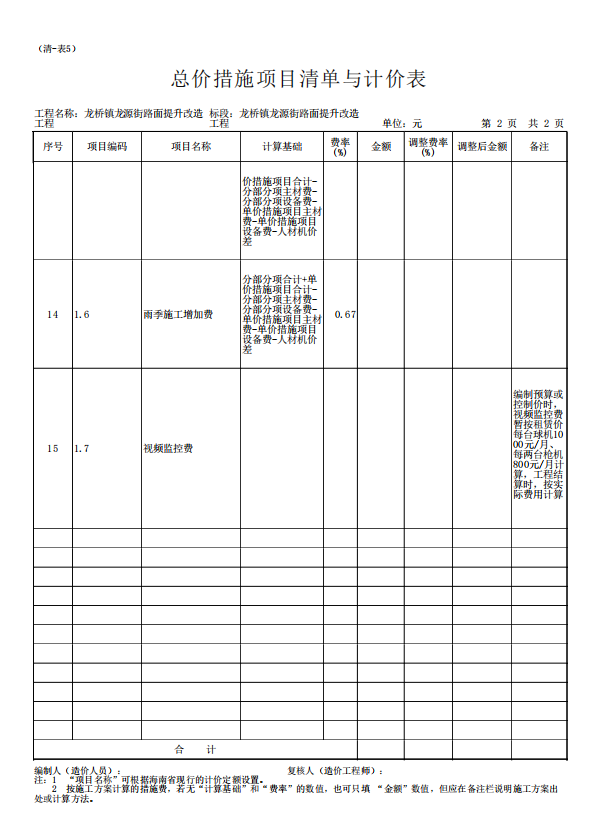 （清-表5）
总价措施项目清单与计价表
工程名称：龙桥镇龙源街路面提升改造 标段：龙桥镇龙源街路面提升改造
工程 工程 单位：元 第 2 页 共 2 页
序号 项目编码 项目名称 计算基础 费率(%) 金额 调整费率(%) 调整后金额 备注
价措施项目合计-
分部分项主材费-
分部分项设备费-
单价措施项目主材
费-单价措施项目
设备费-人材机价
差
14 1.6 雨季施工增加费
分部分项合计+单
价措施项目合计-
分部分项主材费-
分部分项设备费-
单价措施项目主材
费-单价措施项目
设备费-人材机价
差
0.67
15 1.7 视频监控费
编制预算或
控制价时，
视频监控费
暂按租赁价
每台球机10
00元/月、
每两台枪机
800元/月计
算，工程结
算时，按实
际费用计算
合 计
编制人（造价人员）： 复核人（造价工程师）：
注：1 “项目名称”可根据海南省现行的计价定额设置。
2 按施工方案计算的措施费，若无“计算基础”和“费率”的数值，也可只填 “金额”数值，但应在备注栏说明施工方案出
处或计算方法。